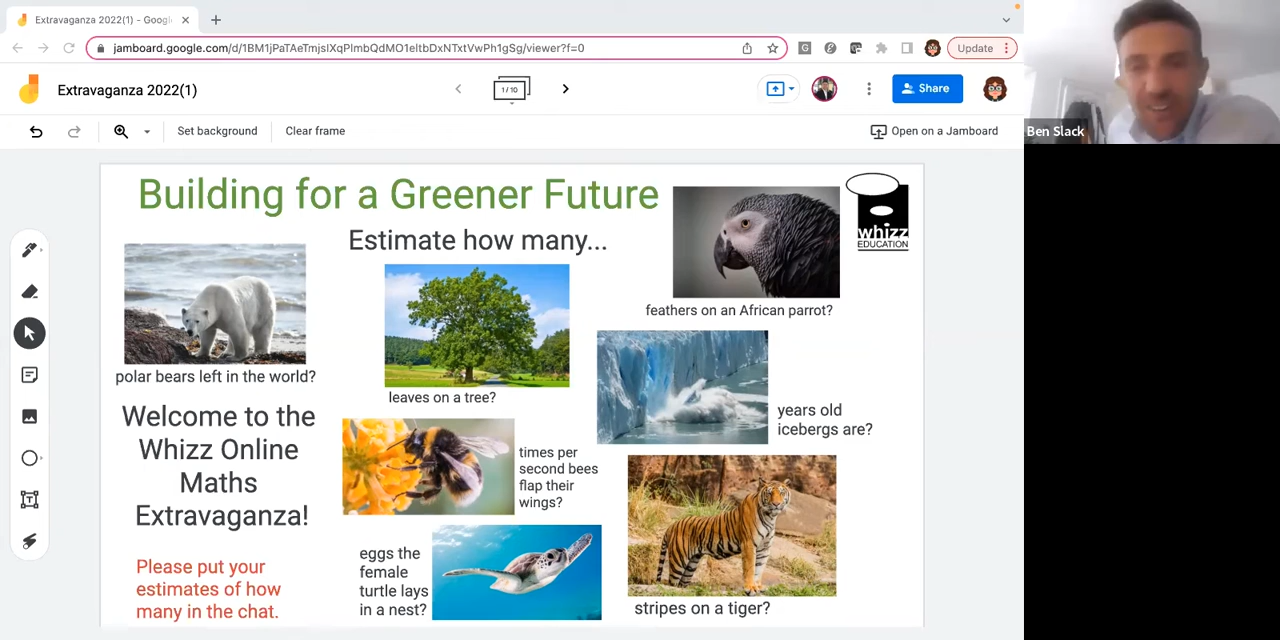 Extravaganza 2022(1) - Googl
jamboard.google.com/d/1BM1jPaTAeTmjsIXqPlmbQdMO1eltbDxNTxtVwPh1gSg/viewer?f=0
Update
Extravaganza 2022(1)
1 / 10
Share
Set background
Clear frame
Open on a Jamboard
Ben Slack
Building for a Greener Future
whizz
EDUCATION
Estimate how many...
feathers on an African parrot?
polar bears left in the world?
leaves on a tree?
years old
icebergs are?
Welcome to the
Whizz Online
Maths
Extravaganza!
times per
second bees
flap their
wings?
Please put your
estimates of how
many in the chat.
eggs the
female
turtle lays
in a nest?
stripes on a tiger?